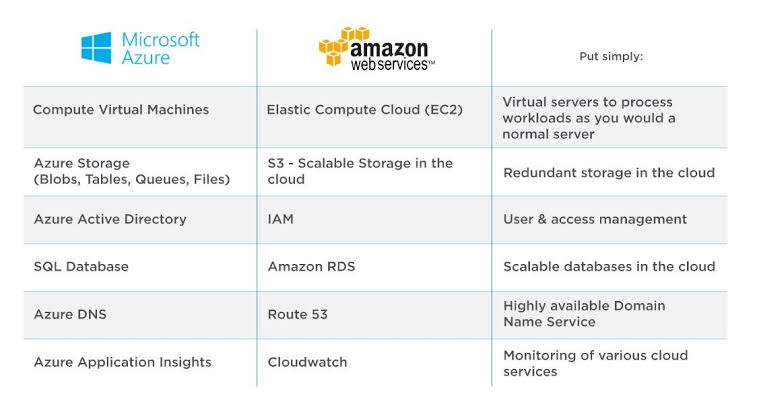 Microsoft
Azure
amazon
webservices™
Put simply:
Compute Virtual Machines
Elastic Compute Cloud (EC2)
Virtual servers to process
workloads as you would a
normal server
Azure Storage
(Blobs, Tables, Queues, Files)
S3 - Scalable Storage in the
cloud
Redundant storage in the cloud
Azure Active Directory
IAM
User & access management
SQL Database
Amazon RDS
Scalable databases in the cloud
Azure DNS
Route 53
Highly available Domain
Name Service
Azure Application Insights
Cloudwatch
Monitoring of various cloud
services